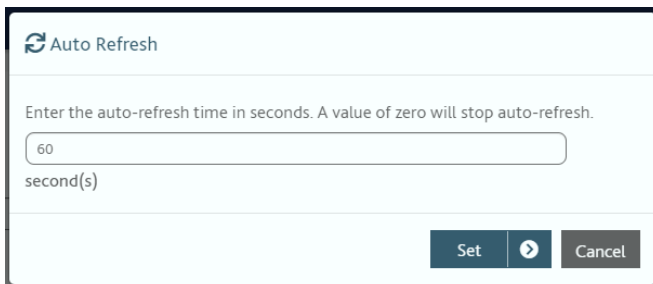 Auto Refresh
Enter the auto-refresh time in seconds. A value of zero will stop auto-refresh.
60
second(s)
Set
Cancel